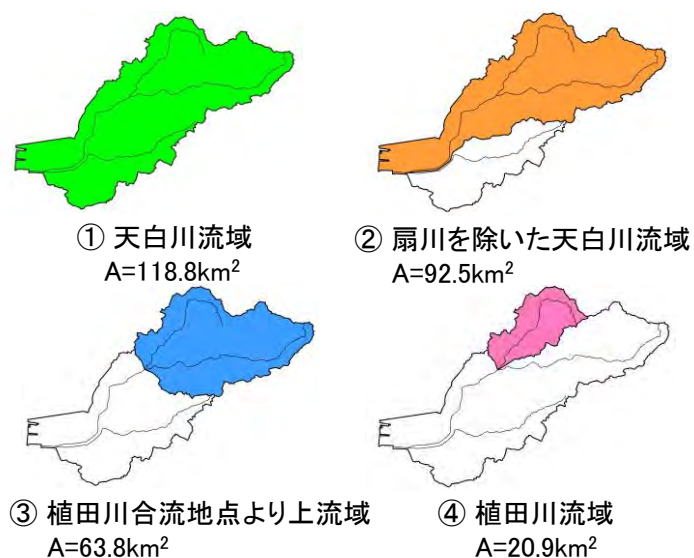 ① 天白川流域
A=118.8km²
② 扇川を除いた天白川流域
A=92.5km²
③ 植田川合流地点より上流域
A=63.8km²
④ 植田川流域
A=20.9km²